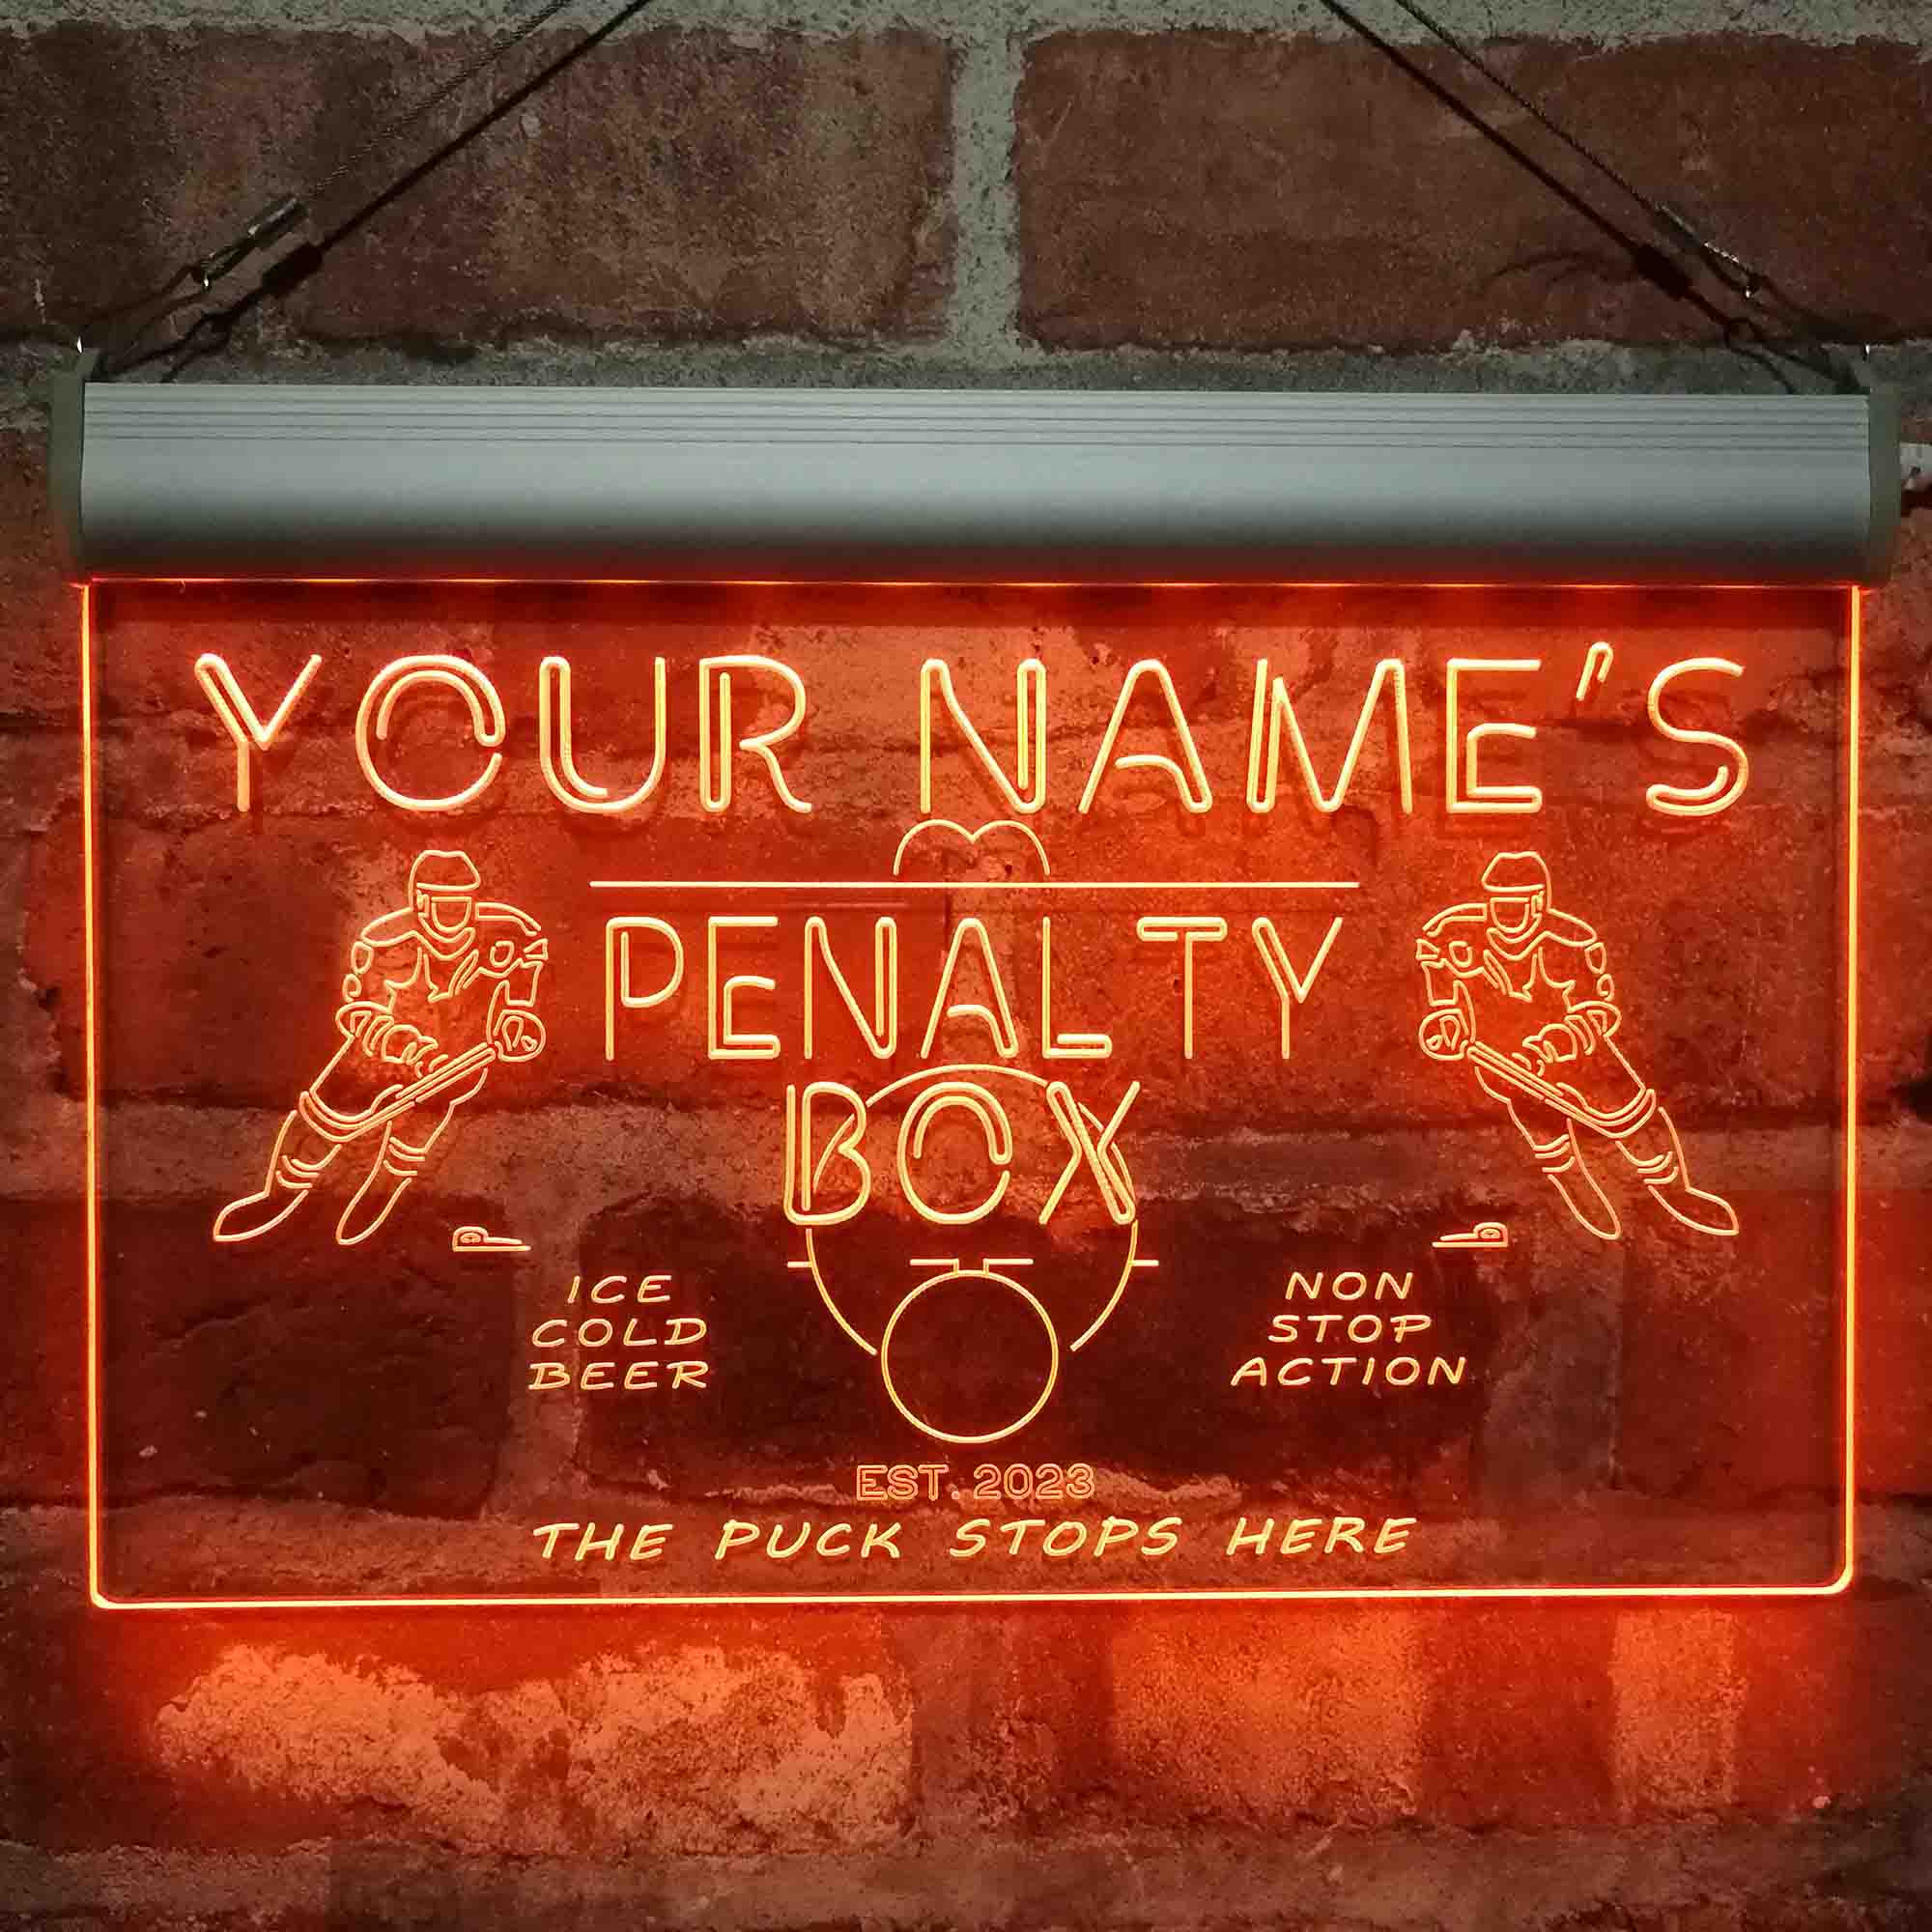 YOUR NAME'S
PENALTY
BOX
ICE
COLD
BEER
NON
STOP
ACTION
EST. 2023
THE PUCK STOPS HERE